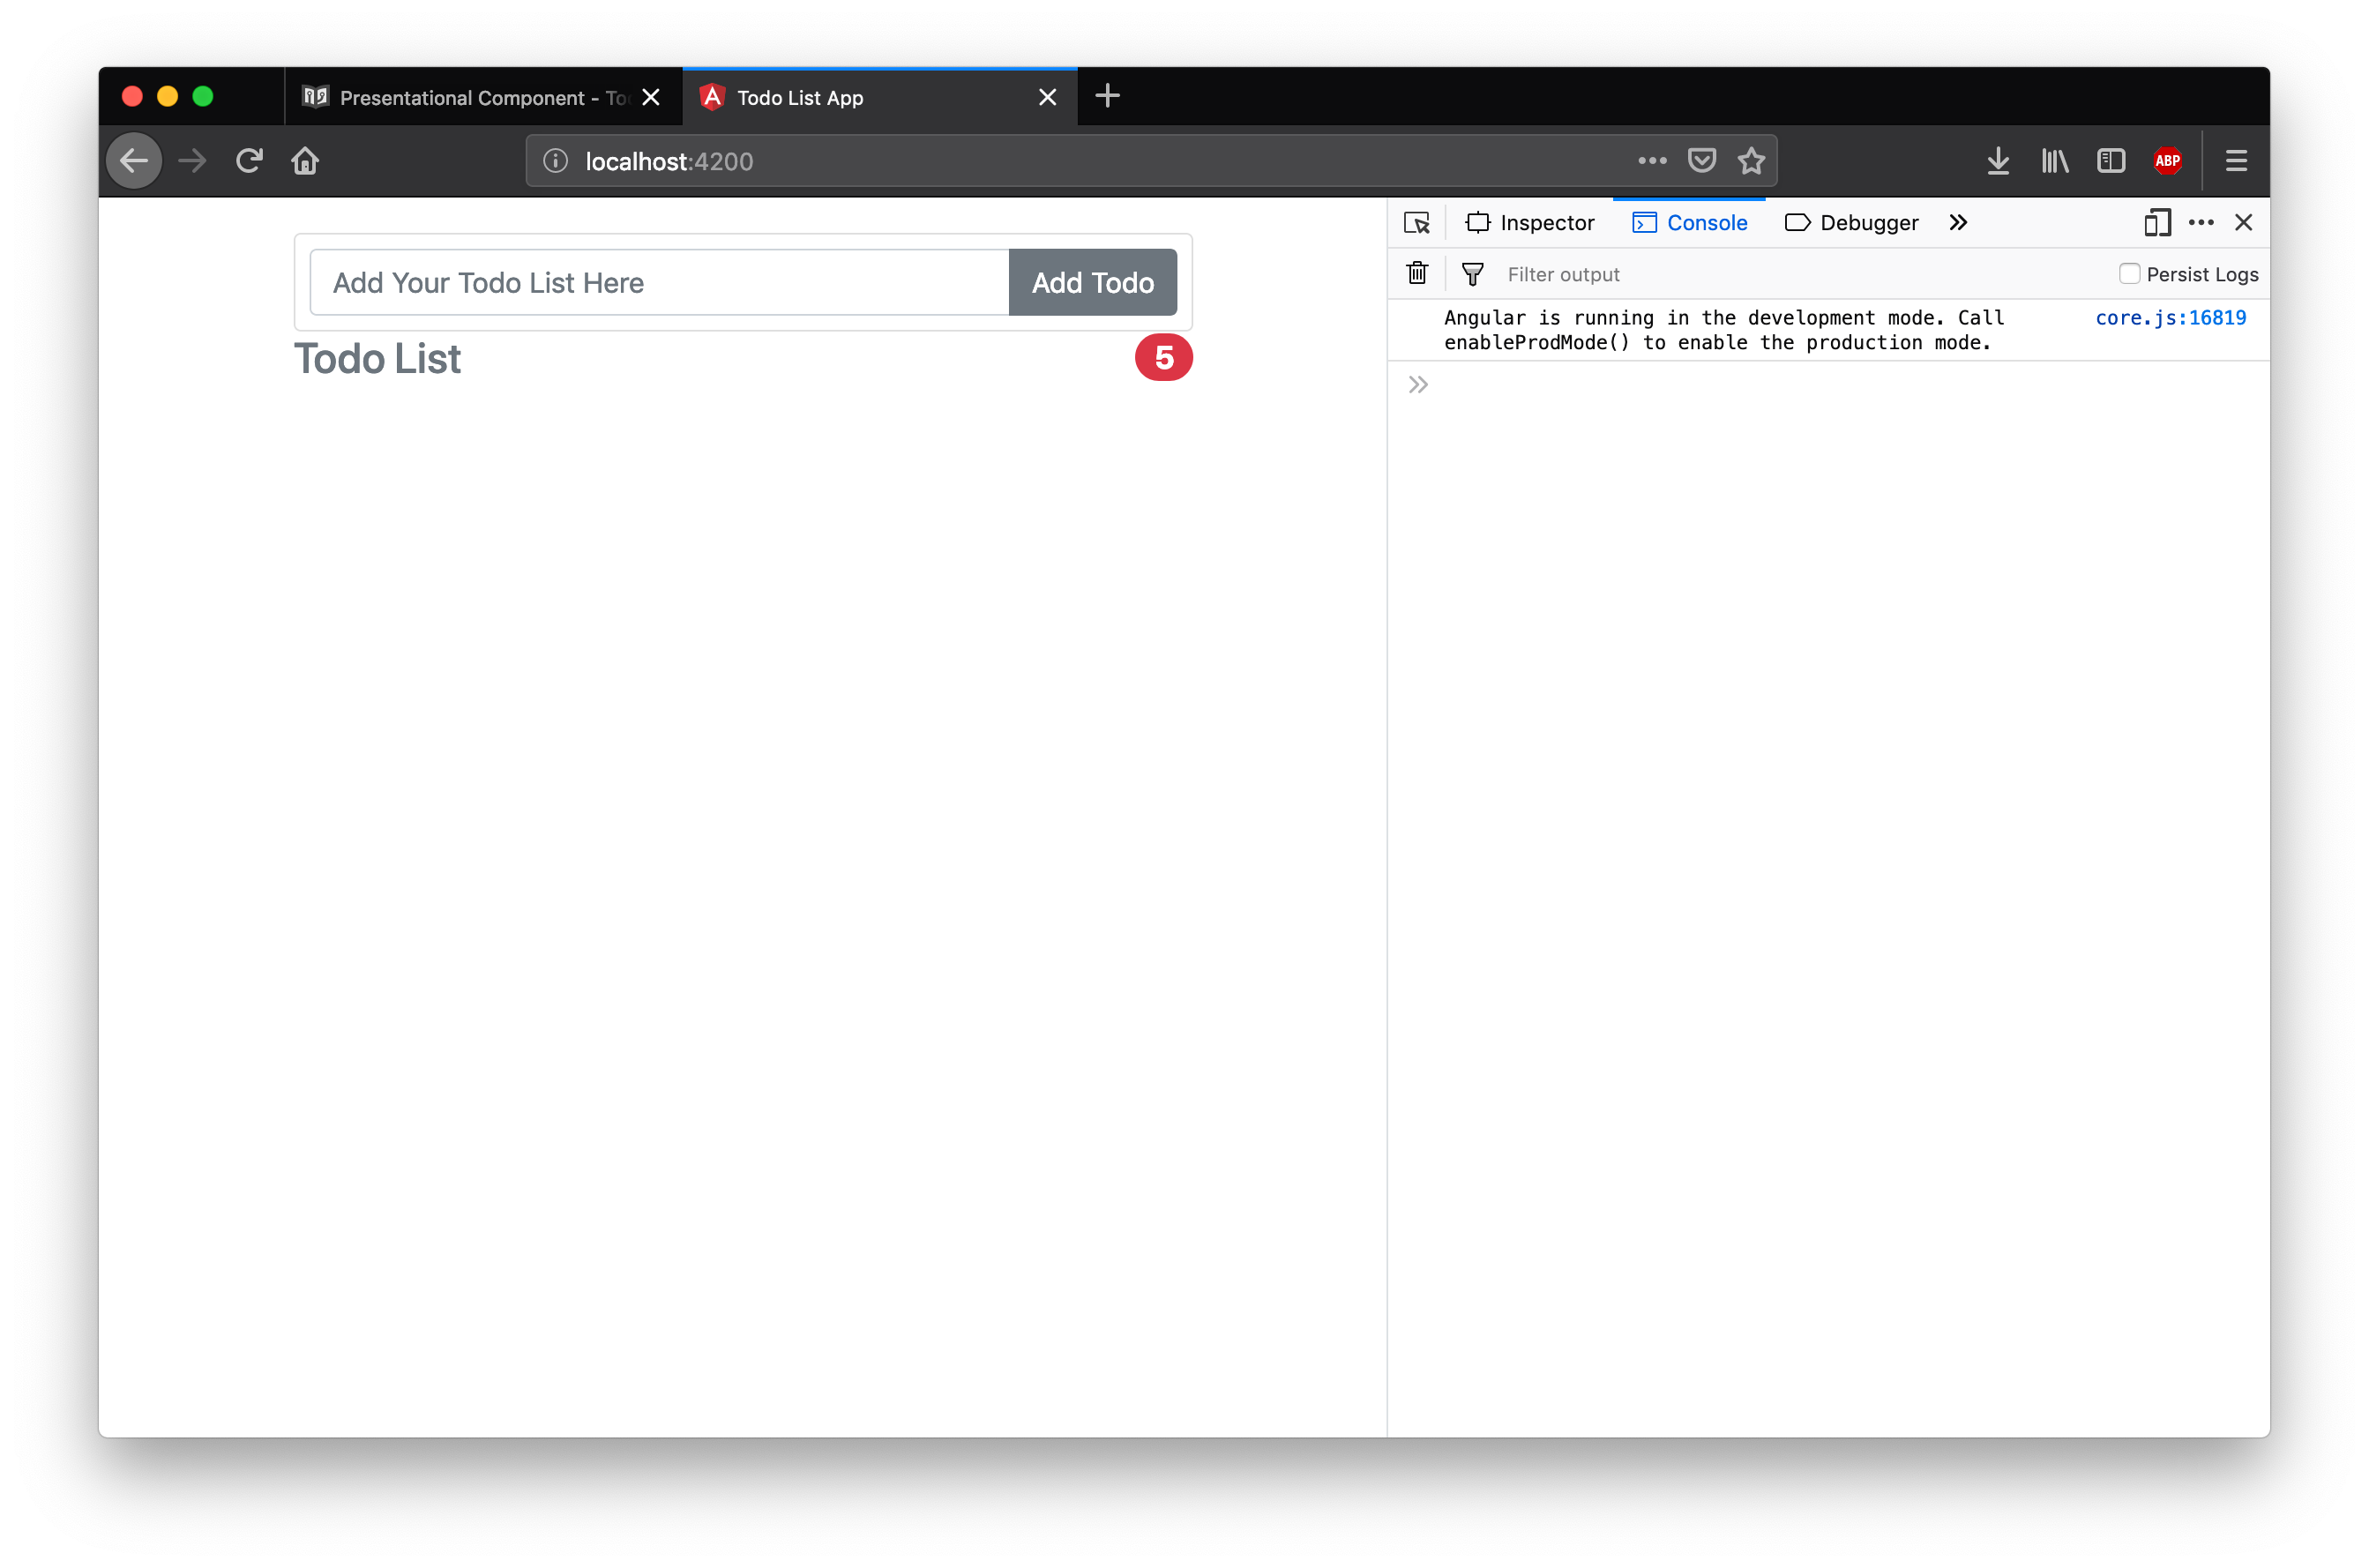 Presentational Component - To
Todo List App
localhost:4200
ABP
Inspector
Console
Debugger
Add Your Todo List Here
Add Todo
Filter output
Persist Logs
Angular is running in the development mode. Call
enableProdMode() to enable the production mode.
core.js:16819
Todo List
5